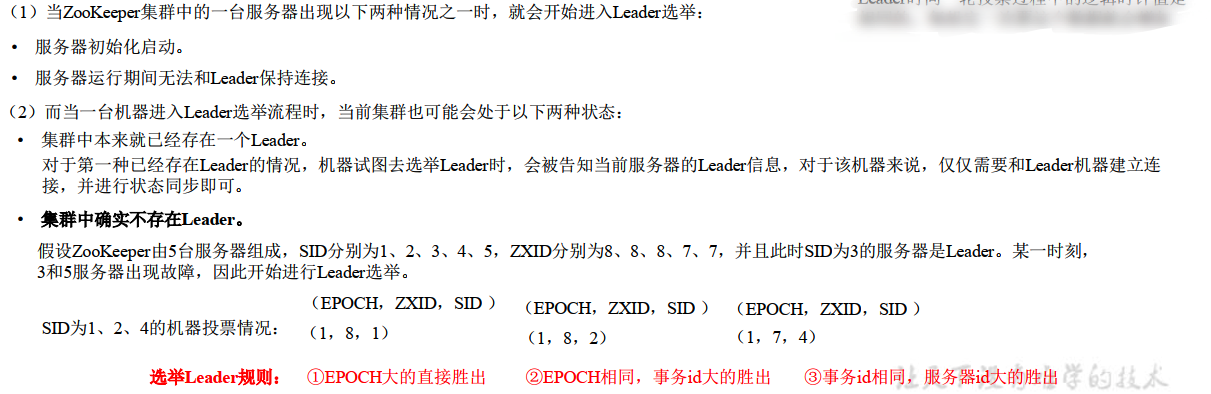 （1）当ZooKeeper集群中的一台服务器出现以下两种情况之一时，就会开始进入Leader选举：
• 服务器初始化启动。
• 服务器运行期间无法和Leader保持连接。
（2）而当一台机器进入Leader选举流程时，当前集群也可能会处于以下两种状态：
• 集群中本来就已经存在一个Leader。
对于第一种已经存在Leader的情况，机器试图去选举Leader时，会被告知当前服务器的Leader信息，对于该机器来说，仅仅需要和Leader机器建立连
接，并进行状态同步即可。
• 集群中确实不存在Leader。
假设ZooKeeper由5台服务器组成，SID分别为1、2、3、4、5，ZXID分别为8、8、8、7、7，并且此时SID为3的服务器是Leader。某一时刻，
3和5服务器出现故障，因此开始进行Leader选举。
（EPOCH，ZXID，SID ） （EPOCH，ZXID，SID ） （EPOCH，ZXID，SID ）
SID为1、2、4的机器投票情况： （1，8，1） （1，8，2） （1，7，4）
选举Leader规则： ①EPOCH大的直接胜出 ②EPOCH相同，事务id大的胜出 ③事务id相同，服务器id大的胜出